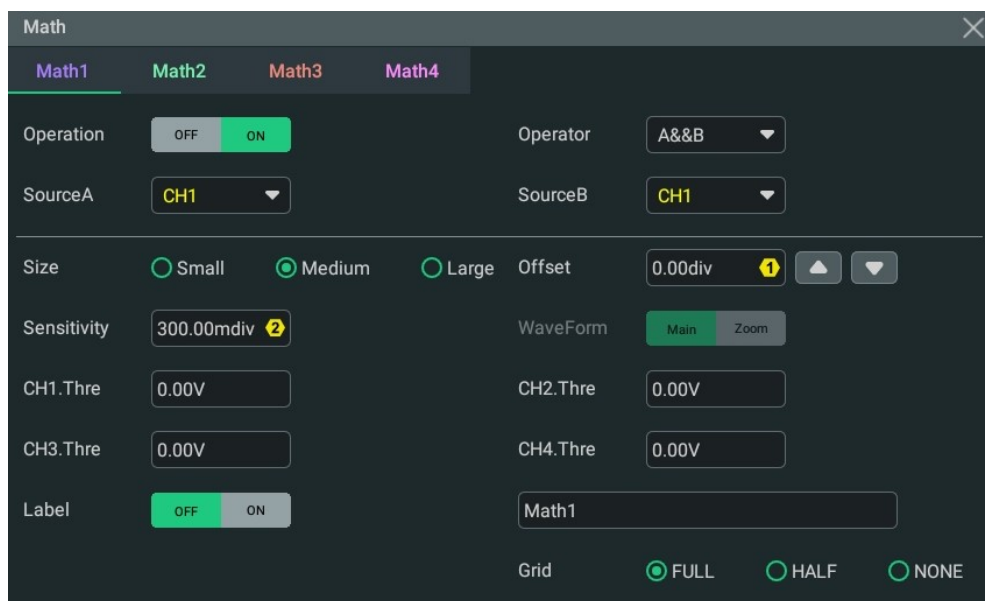 Math
Math1 Math2 Math3 Math4
Operation OFF ON Operator A&&B
SourceA CH1 SourceB CH1
Size Small Medium Large Offset 0.00div 1
Sensitivity 300.00mdiv 2 WaveForm Main Zoom
CH1.Thre 0.00V CH2.Thre 0.00V
CH3.Thre 0.00V CH4.Thre 0.00V
Label OFF ON Math1
Grid FULL HALF NONE